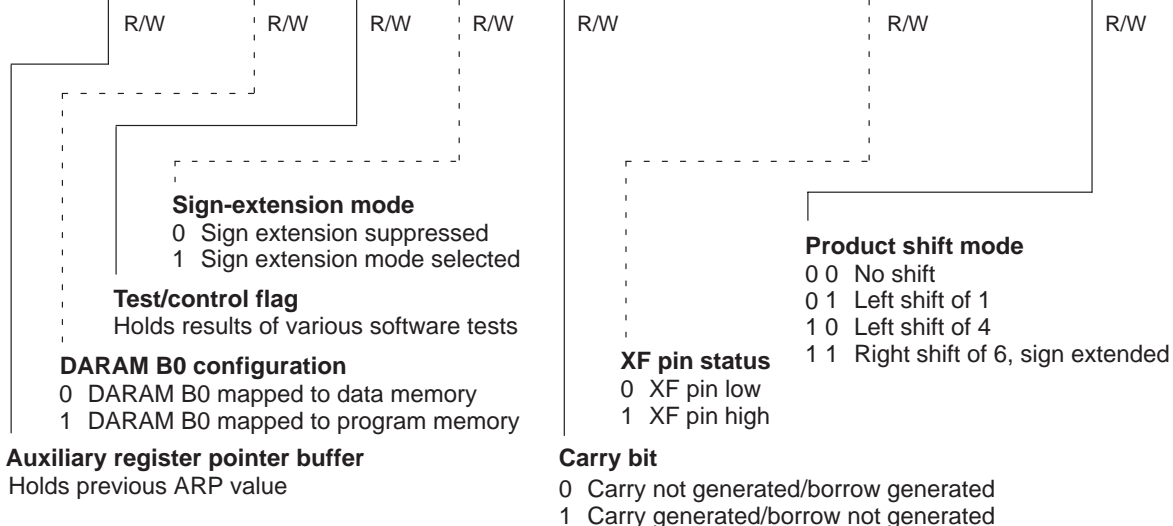 R/W R/W R/W R/W R/W R/W R/W
Sign-extension mode
0 Sign extension suppressed
1 Sign extension mode selected
Test/control flag
Holds results of various software tests
DARAM B0 configuration
0 DARAM B0 mapped to data memory
1 DARAM B0 mapped to program memory
Auxiliary register pointer buffer
Holds previous ARP value
Product shift mode
0 0 No shift
0 1 Left shift of 1
1 0 Left shift of 4
1 1 Right shift of 6, sign extended
XF pin status
0 XF pin low
1 XF pin high
Carry bit
0 Carry not generated/borrow generated
1 Carry generated/borrow not generated